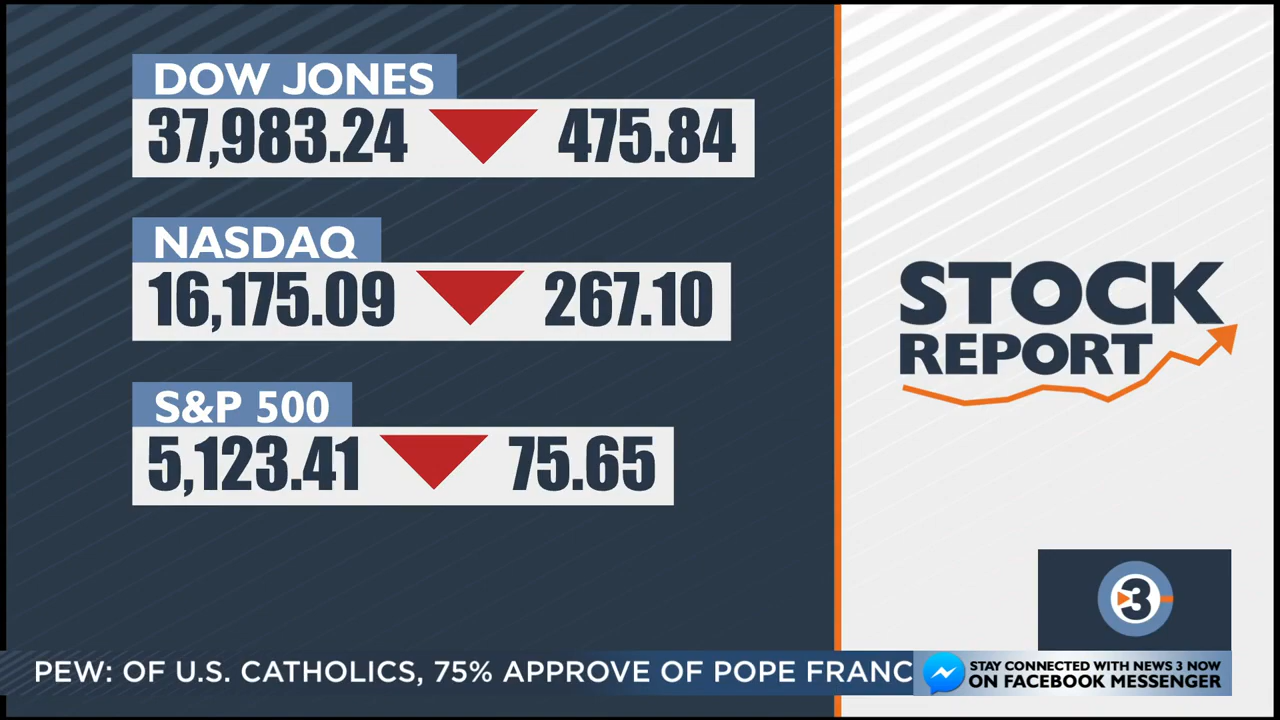 DOW JONES
37,983.24 475.84
NASDAQ
16,175.09 267.10
S&P 500
5,123.41 75.65
STOCK
REPORT
3
PEW: OF U.S. CATHOLICS, 75% APPROVE OF POPE FRANC
STAY CONNECTED WITH NEWS 3 NOW
ON FACEBOOK MESSENGER